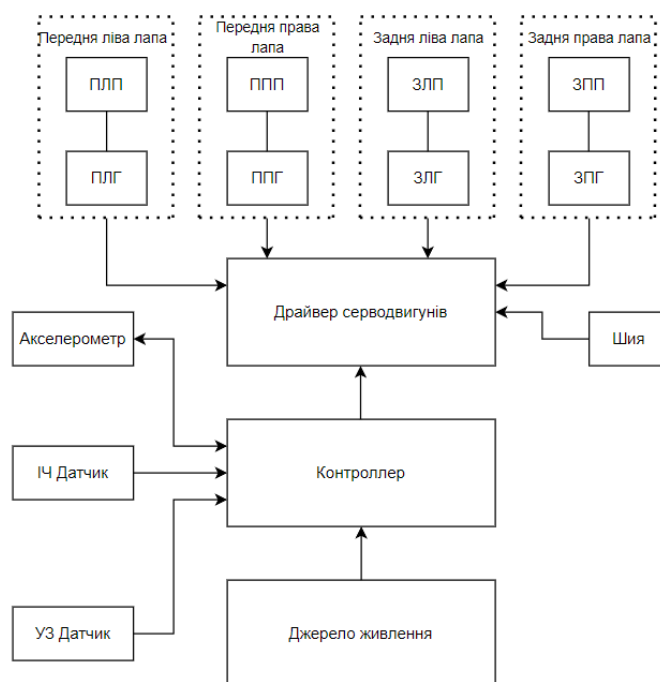 Передня ліва лапа
Передня права
лапа
Задня ліва лапа
Задня права лапа
ПЛП
ППП
ЗЛП
ЗПП
ПЛГ
ППГ
ЗЛГ
ЗПГ
Драйвер серводвигунів
Акселерометр
Шия
ІЧ Датчик
Контроллер
УЗ Датчик
Джерело живлення